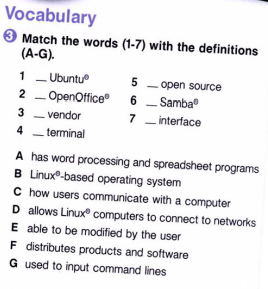 Vocabulary
3 Match the words (1-7) with the definitions
(A-G).
1 __ Ubuntu®
2 __ OpenOffice®
3 __ vendor
4 __ terminal
5 __ open source
6 __ Samba®
7 __ interface
A has word processing and spreadsheet programs
B Linux®-based operating system
C how users communicate with a computer
D allows Linux® computers to connect to networks
E able to be modified by the user
F distributes products and software
G used to input command lines